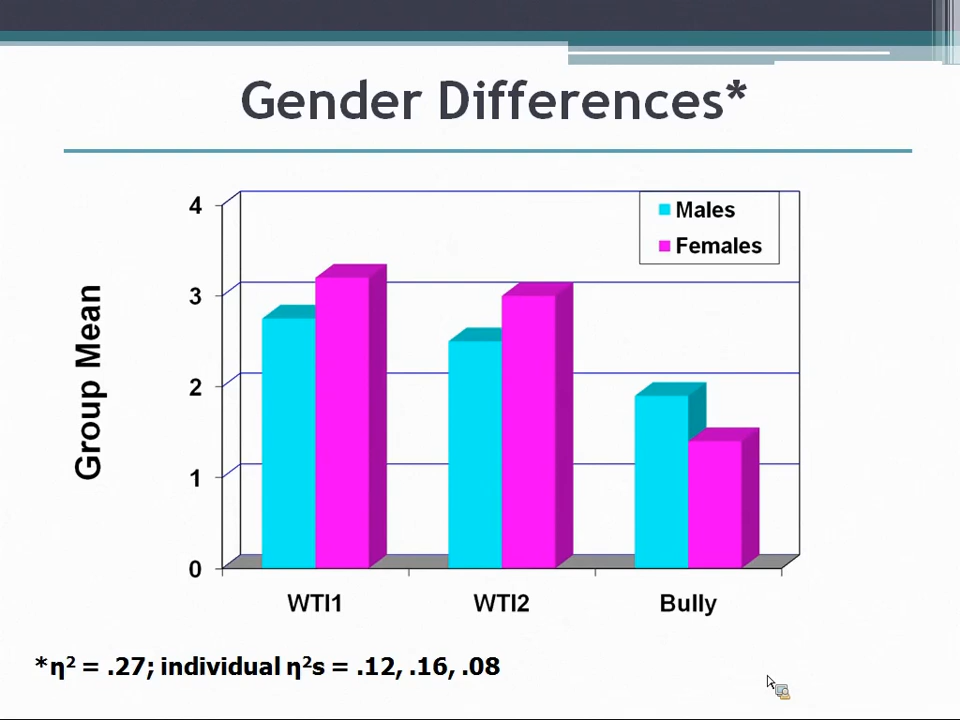 Gender Differences*
4
3
2
1
0
Group Mean
Males
Females
WTI1
WTI2
Bully
*η² = .27; individual η²s = .12, .16, .08